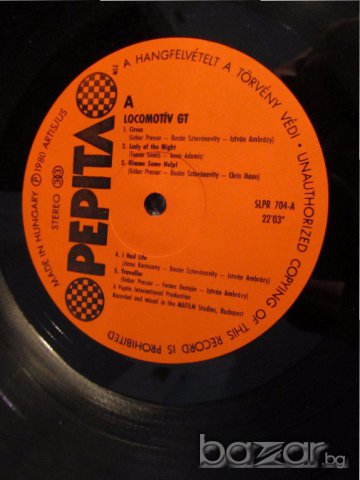 A HANGFELVÉTELT A TÖRVÉNY VÉDI • UNAUTHORIZED COPYING OF THIS RECORD IS PROHIBITED
MADE IN HUNGARY Ⓟ 1980 ARTISJUS
STEREO 33
PEPITA
A
LOCOMOTÍV GT
1. Circus
(Gábor Presser — Dusán Sztevánovity — István Ambrózy)
2. Lady of the Night
(Tamás Somló — Anna Adamis)
3. Gimme Some Help!
(Gábor Presser — Dusán Sztevánovity — Chris Hann)
SLPR 704-A
22'03"
4. I Had Life
(János Karácsony — Dusán Sztevánovity — István Ambrózy)
5. Traveller
(Gábor Presser — Ferenc Demjén — István Ambrózy)
A Pepita International Production
Recorded and mixed in the MAFILM Studios, Budapest
bazar.bg